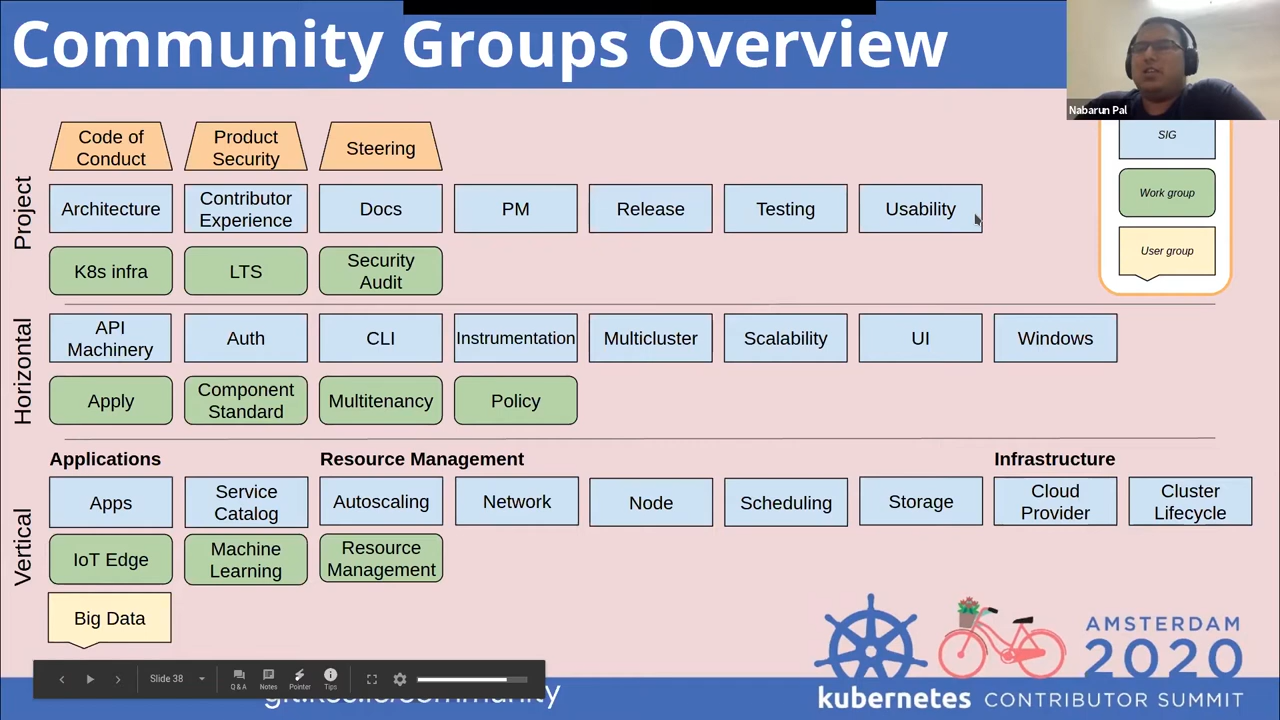 Community Groups Overview
Nabarun Pal
SIG
Work group
User group
Project
Code of
Conduct
Product
Security
Steering
Architecture
Contributor
Experience
Docs
PM
Release
Testing
Usability
K8s infra
LTS
Security
Audit
Horizontal
API
Machinery
Auth
CLI
Instrumentation
Multicluster
Scalability
UI
Windows
Apply
Component
Standard
Multitenancy
Policy
Vertical
Applications
Resource Management
Infrastructure
Apps
Service
Catalog
Autoscaling
Network
Node
Scheduling
Storage
Cloud
Provider
Cluster
Lifecycle
IoT Edge
Machine
Learning
Resource
Management
Big Data
AMSTERDAM
2020
kubernetes CONTRIBUTOR SUMMIT
Slide 38
Q & A
Notes
Pointer
Tips